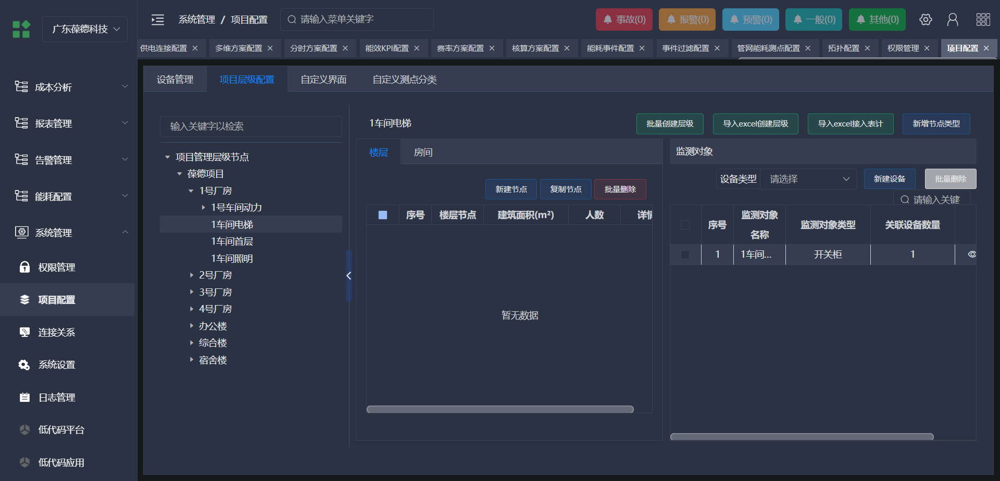 广东葆德科技
系统管理 / 项目配置
请输入菜单关键字
事故(0)
报警(0)
预警(0)
一般(0)
其他(0)
供电连接配置
多维方案配置
分时方案配置
能效KPI配置
费率方案配置
核算方案配置
能耗事件配置
事件过滤配置
管网能耗测点配置
拓扑配置
权限管理
项目配置
成本分析
报表管理
告警管理
能耗配置
系统管理
权限管理
项目配置
连接关系
系统设置
日志管理
低代码平台
低代码应用
设备管理
项目层级配置
自定义界面
自定义测点分类
输入关键字以检索
项目管理层级节点
葆德项目
1号厂房
1号车间动力
1车间电梯
1车间首层
1车间照明
2号厂房
3号厂房
4号厂房
办公楼
综合楼
宿舍楼
1车间电梯
批量创建层级
导入excel创建层级
导入excel接入表计
新增节点类型
楼层
房间
新建节点
复制节点
批量删除
序号
楼层节点
建筑面积(m²)
人数
详情
暂无数据
监测对象
设备类型
请选择
新建设备
批量删除
请输入关键
序号
监测对象
名称
监测对象类型
关联设备数量
1
1车间...
开关柜
1